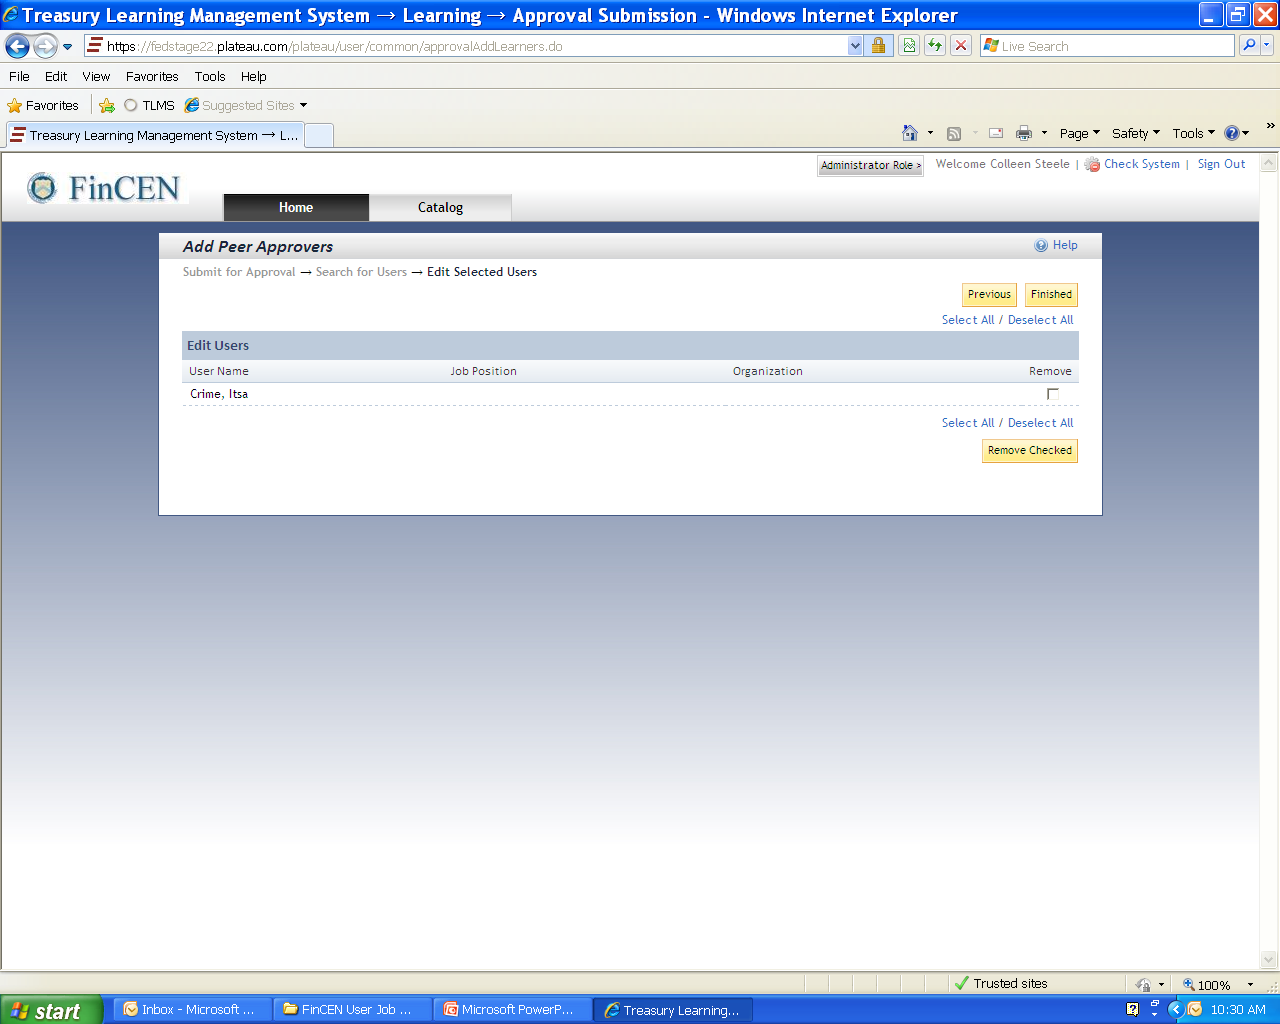 Treasury Learning Management System → Learning → Approval Submission - Windows Internet Explorer
https://fedstage22.plateau.com/plateau/user/common/approvalAddLearners.do
Live Search
File Edit View Favorites Tools Help
Favorites TLMS Suggested Sites
Treasury Learning Management System → L...
Page Safety Tools »
Administrator Role > Welcome Colleen Steele | Check System | Sign Out
FinCEN
Home Catalog
Add Peer Approvers Help
Submit for Approval → Search for Users → Edit Selected Users
Previous Finished
Select All / Deselect All
Edit Users
User Name Job Position Organization Remove
Crime, Itsa
Select All / Deselect All
Remove Checked
Trusted sites 100%
start Inbox - Microsoft ... FinCEN User Job ... Microsoft PowerP... Treasury Learning... 10:30 AM